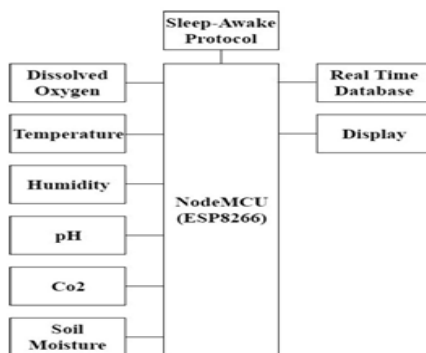 Sleep-Awake
Protocol
Dissolved
Oxygen
Real Time
Database
Temperature
Display
Humidity
NodeMCU
(ESP8266)
pH
Co2
Soil
Moisture